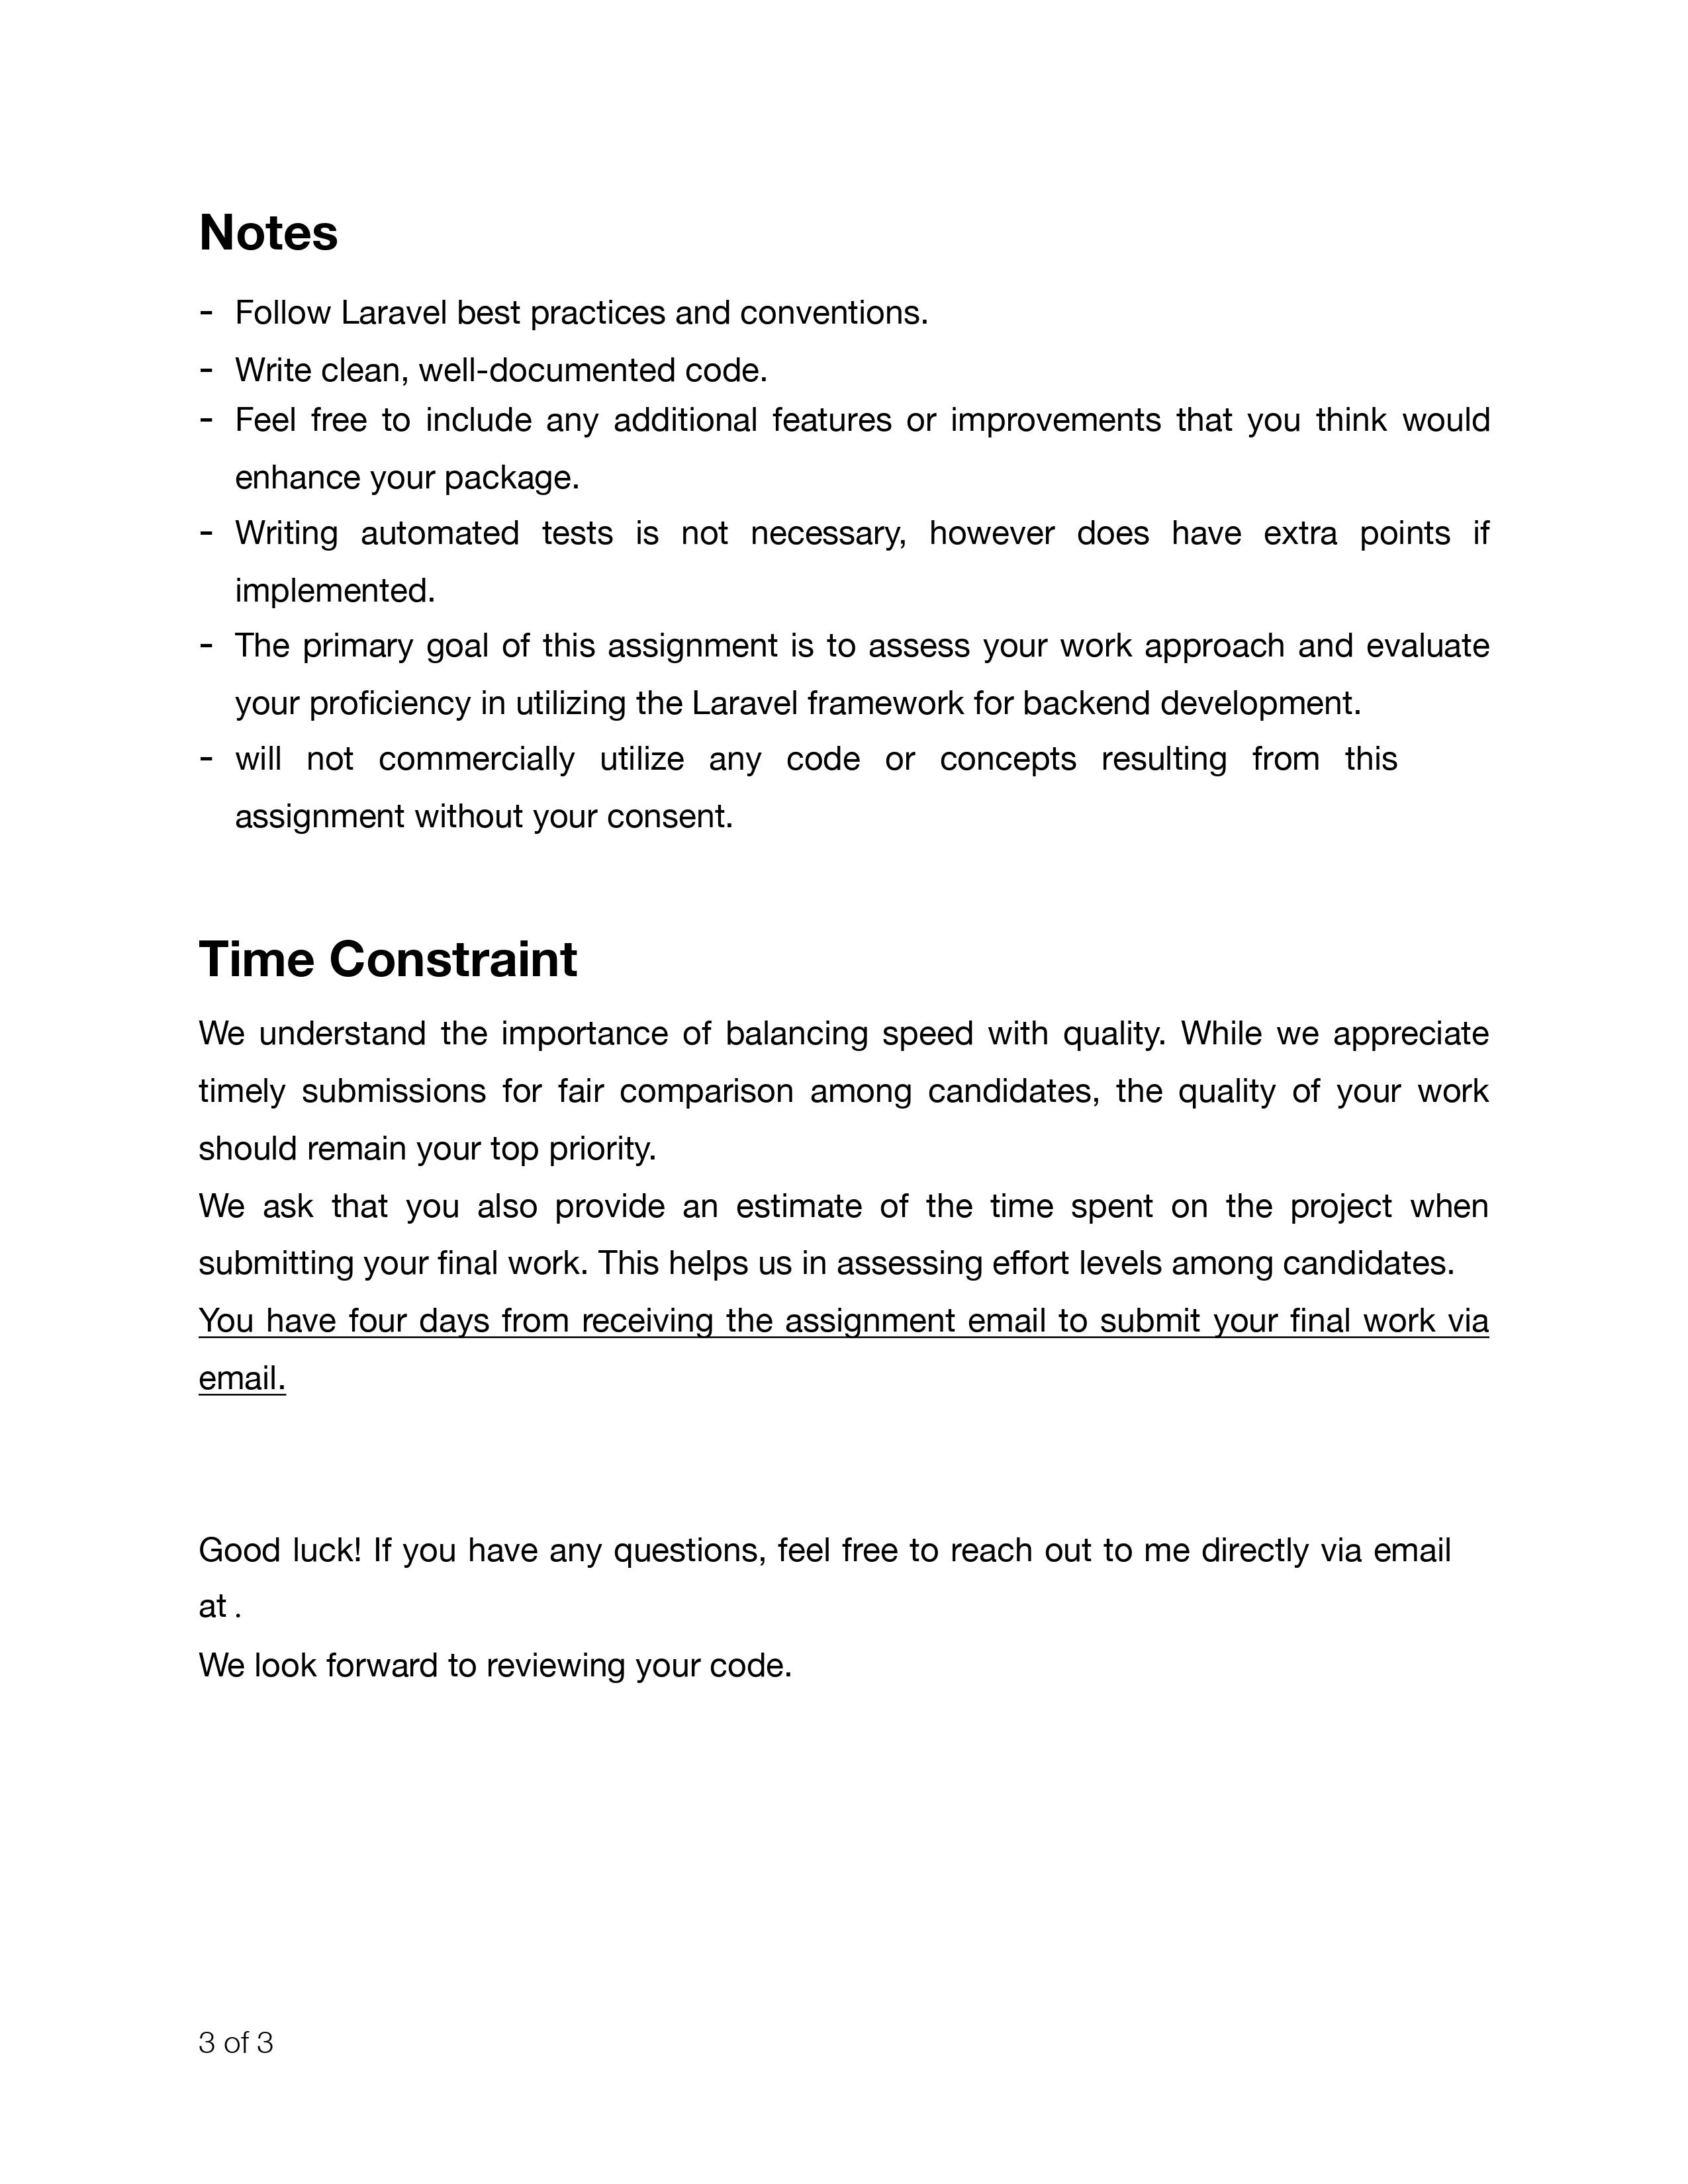 Notes
- Follow Laravel best practices and conventions.
- Write clean, well-documented code.
- Feel free to include any additional features or improvements that you think would
enhance your package.
- Writing automated tests is not necessary, however does have extra points if
implemented.
- The primary goal of this assignment is to assess your work approach and evaluate
your proficiency in utilizing the Laravel framework for backend development.
- will not commercially utilize any code or concepts resulting from this
assignment without your consent.
Time Constraint
We understand the importance of balancing speed with quality. While we appreciate
timely submissions for fair comparison among candidates, the quality of your work
should remain your top priority.
We ask that you also provide an estimate of the time spent on the project when
submitting your final work. This helps us in assessing effort levels among candidates.
You have four days from receiving the assignment email to submit your final work via
email.
Good luck! If you have any questions, feel free to reach out to me directly via email
at .
We look forward to reviewing your code.
3 of 3